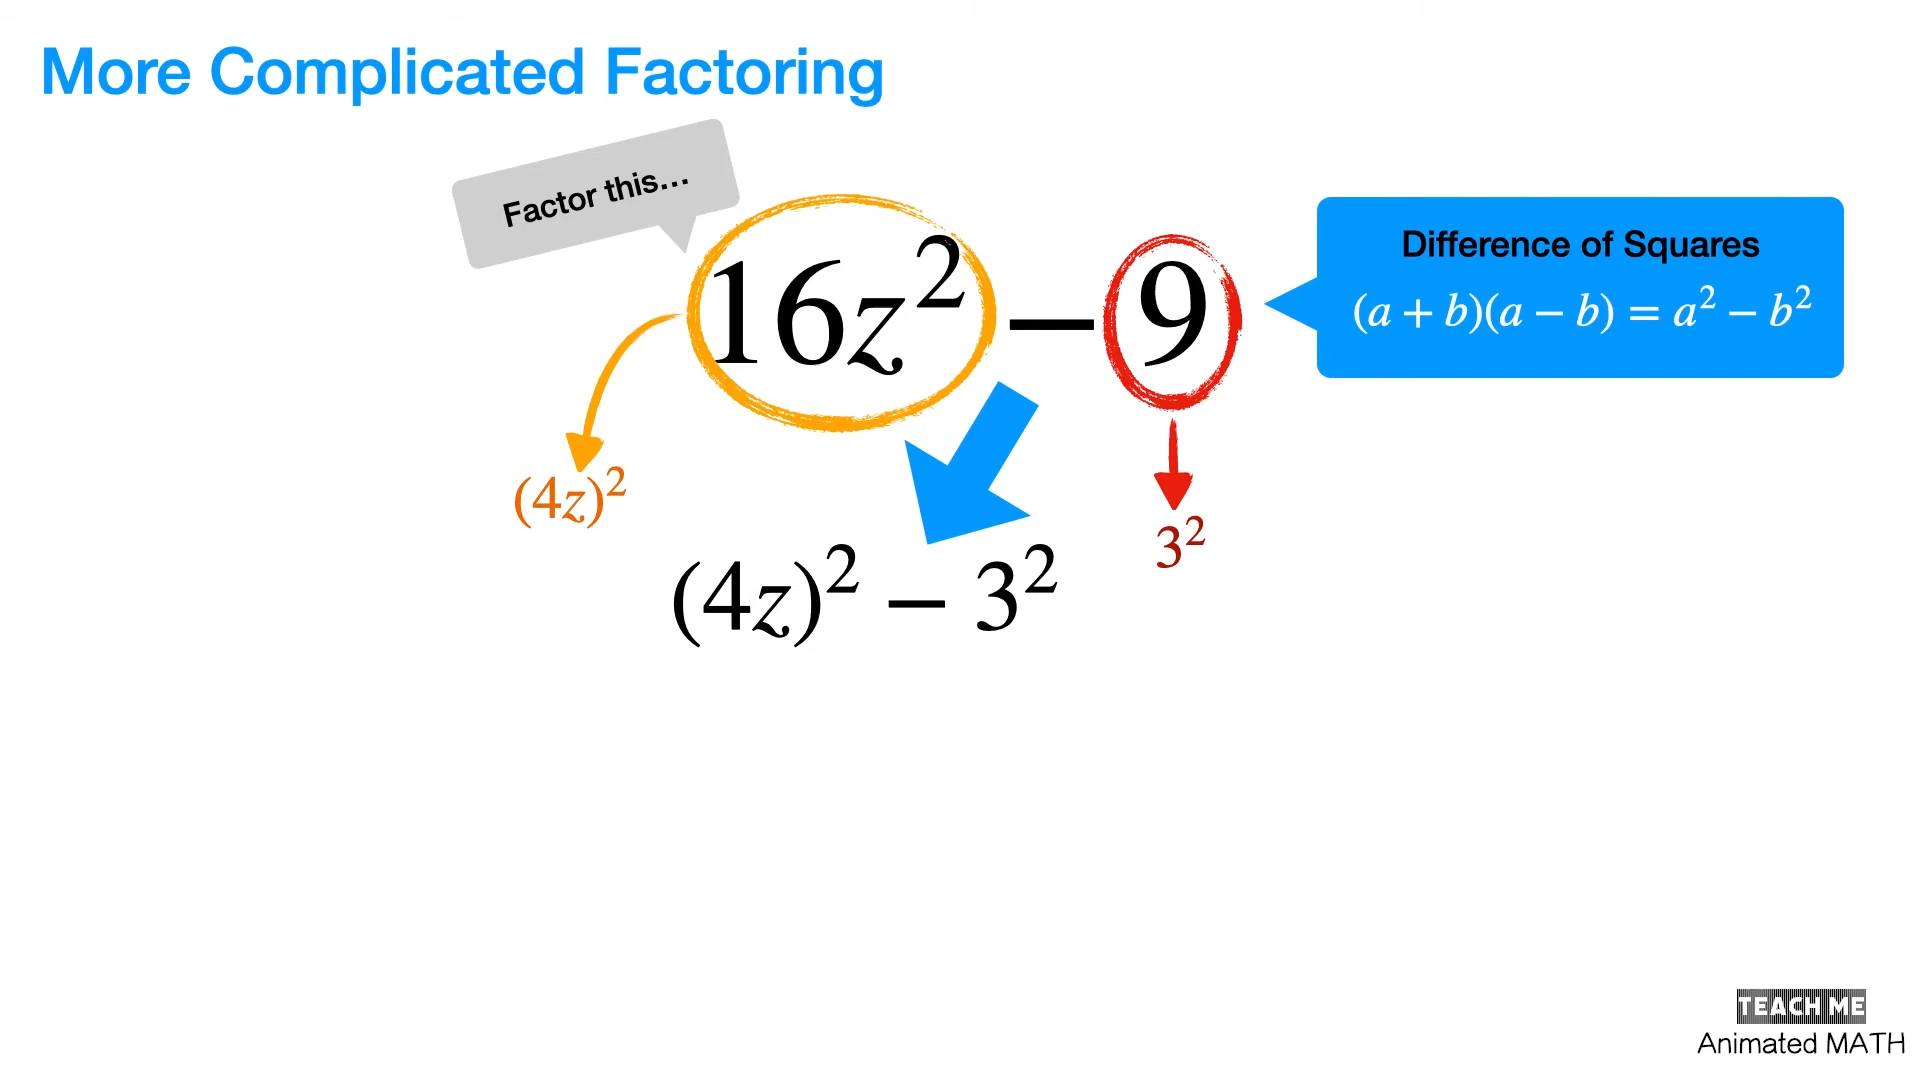 More Complicated Factoring
Factor this...
16z² – 9
Difference of Squares
(a + b)(a − b) = a² − b²
(4z)²
3²
(4z)² – 3²
TEACH ME
Animated MATH